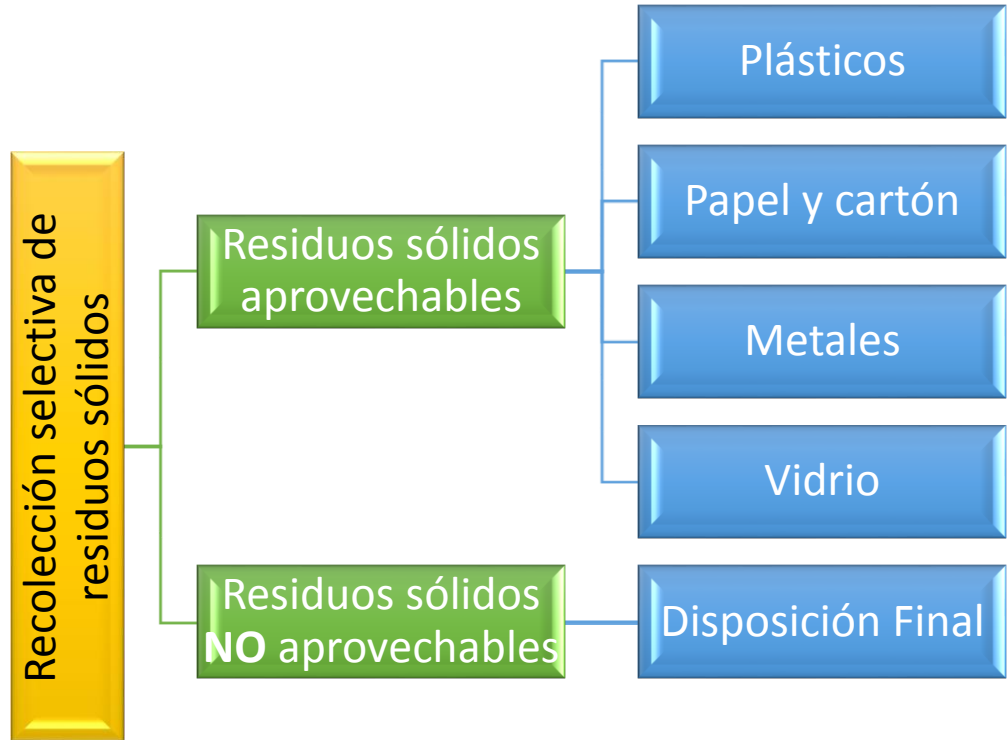 Recolección selectiva de
residuos sólidos
Residuos sólidos
aprovechables
Plásticos
Papel y cartón
Metales
Vidrio
Residuos sólidos
NO aprovechables
Disposición Final